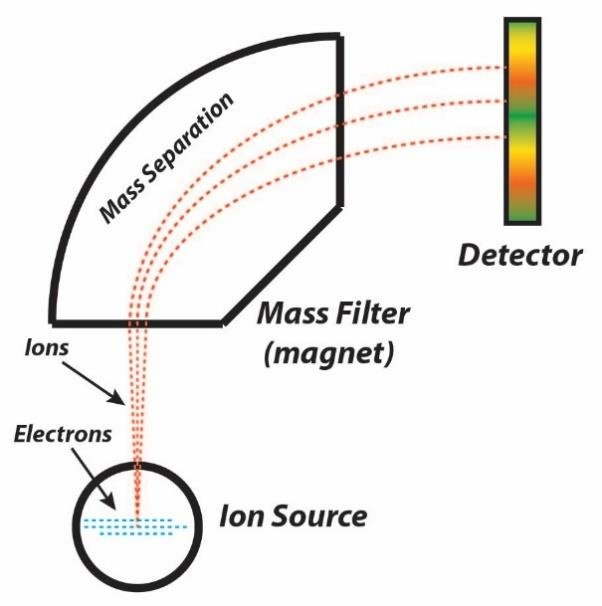 Mass Separation
Detector
Mass Filter
(magnet)
Ions
Electrons
Ion Source